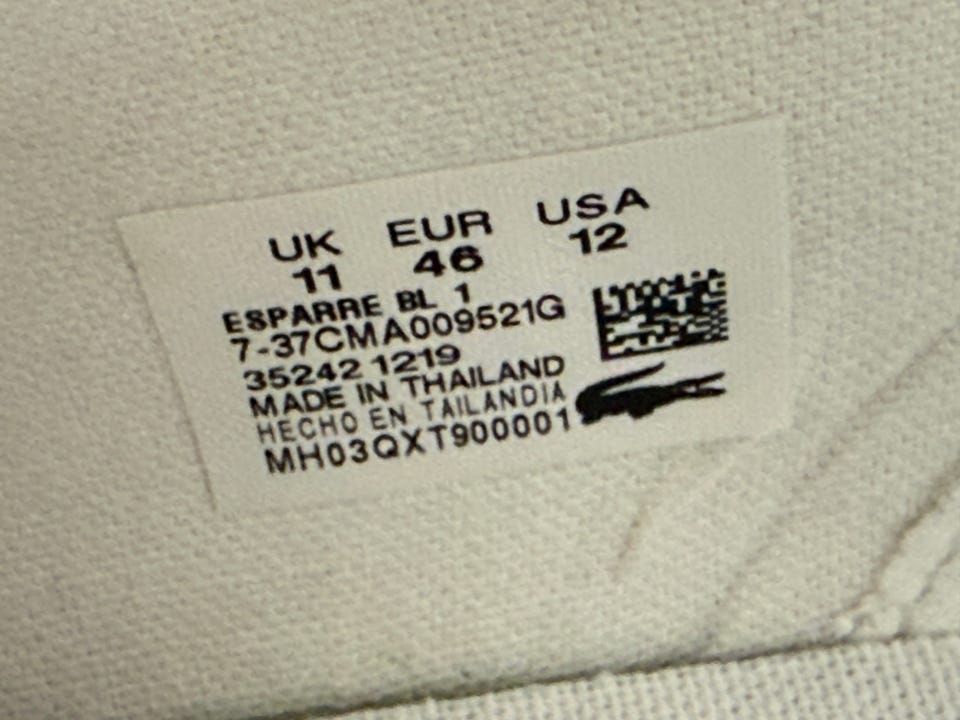 UK EUR USA
11 46 12
ESPARRE BL 1
7-37CMA009521G
35242 1219
MADE IN THAILAND
HECHO EN TAILANDIA
MH03QXT900001